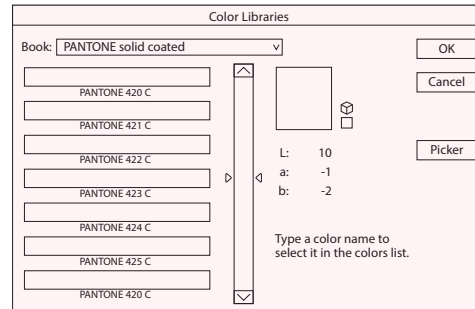 Color Libraries
Book: PANTONE solid coated
OK
Cancel
Picker
PANTONE 420 C
PANTONE 421 C
PANTONE 422 C
PANTONE 423 C
PANTONE 424 C
PANTONE 425 C
PANTONE 420 C
L: 10
a: -1
b: -2
Type a color name to
select it in the colors list.